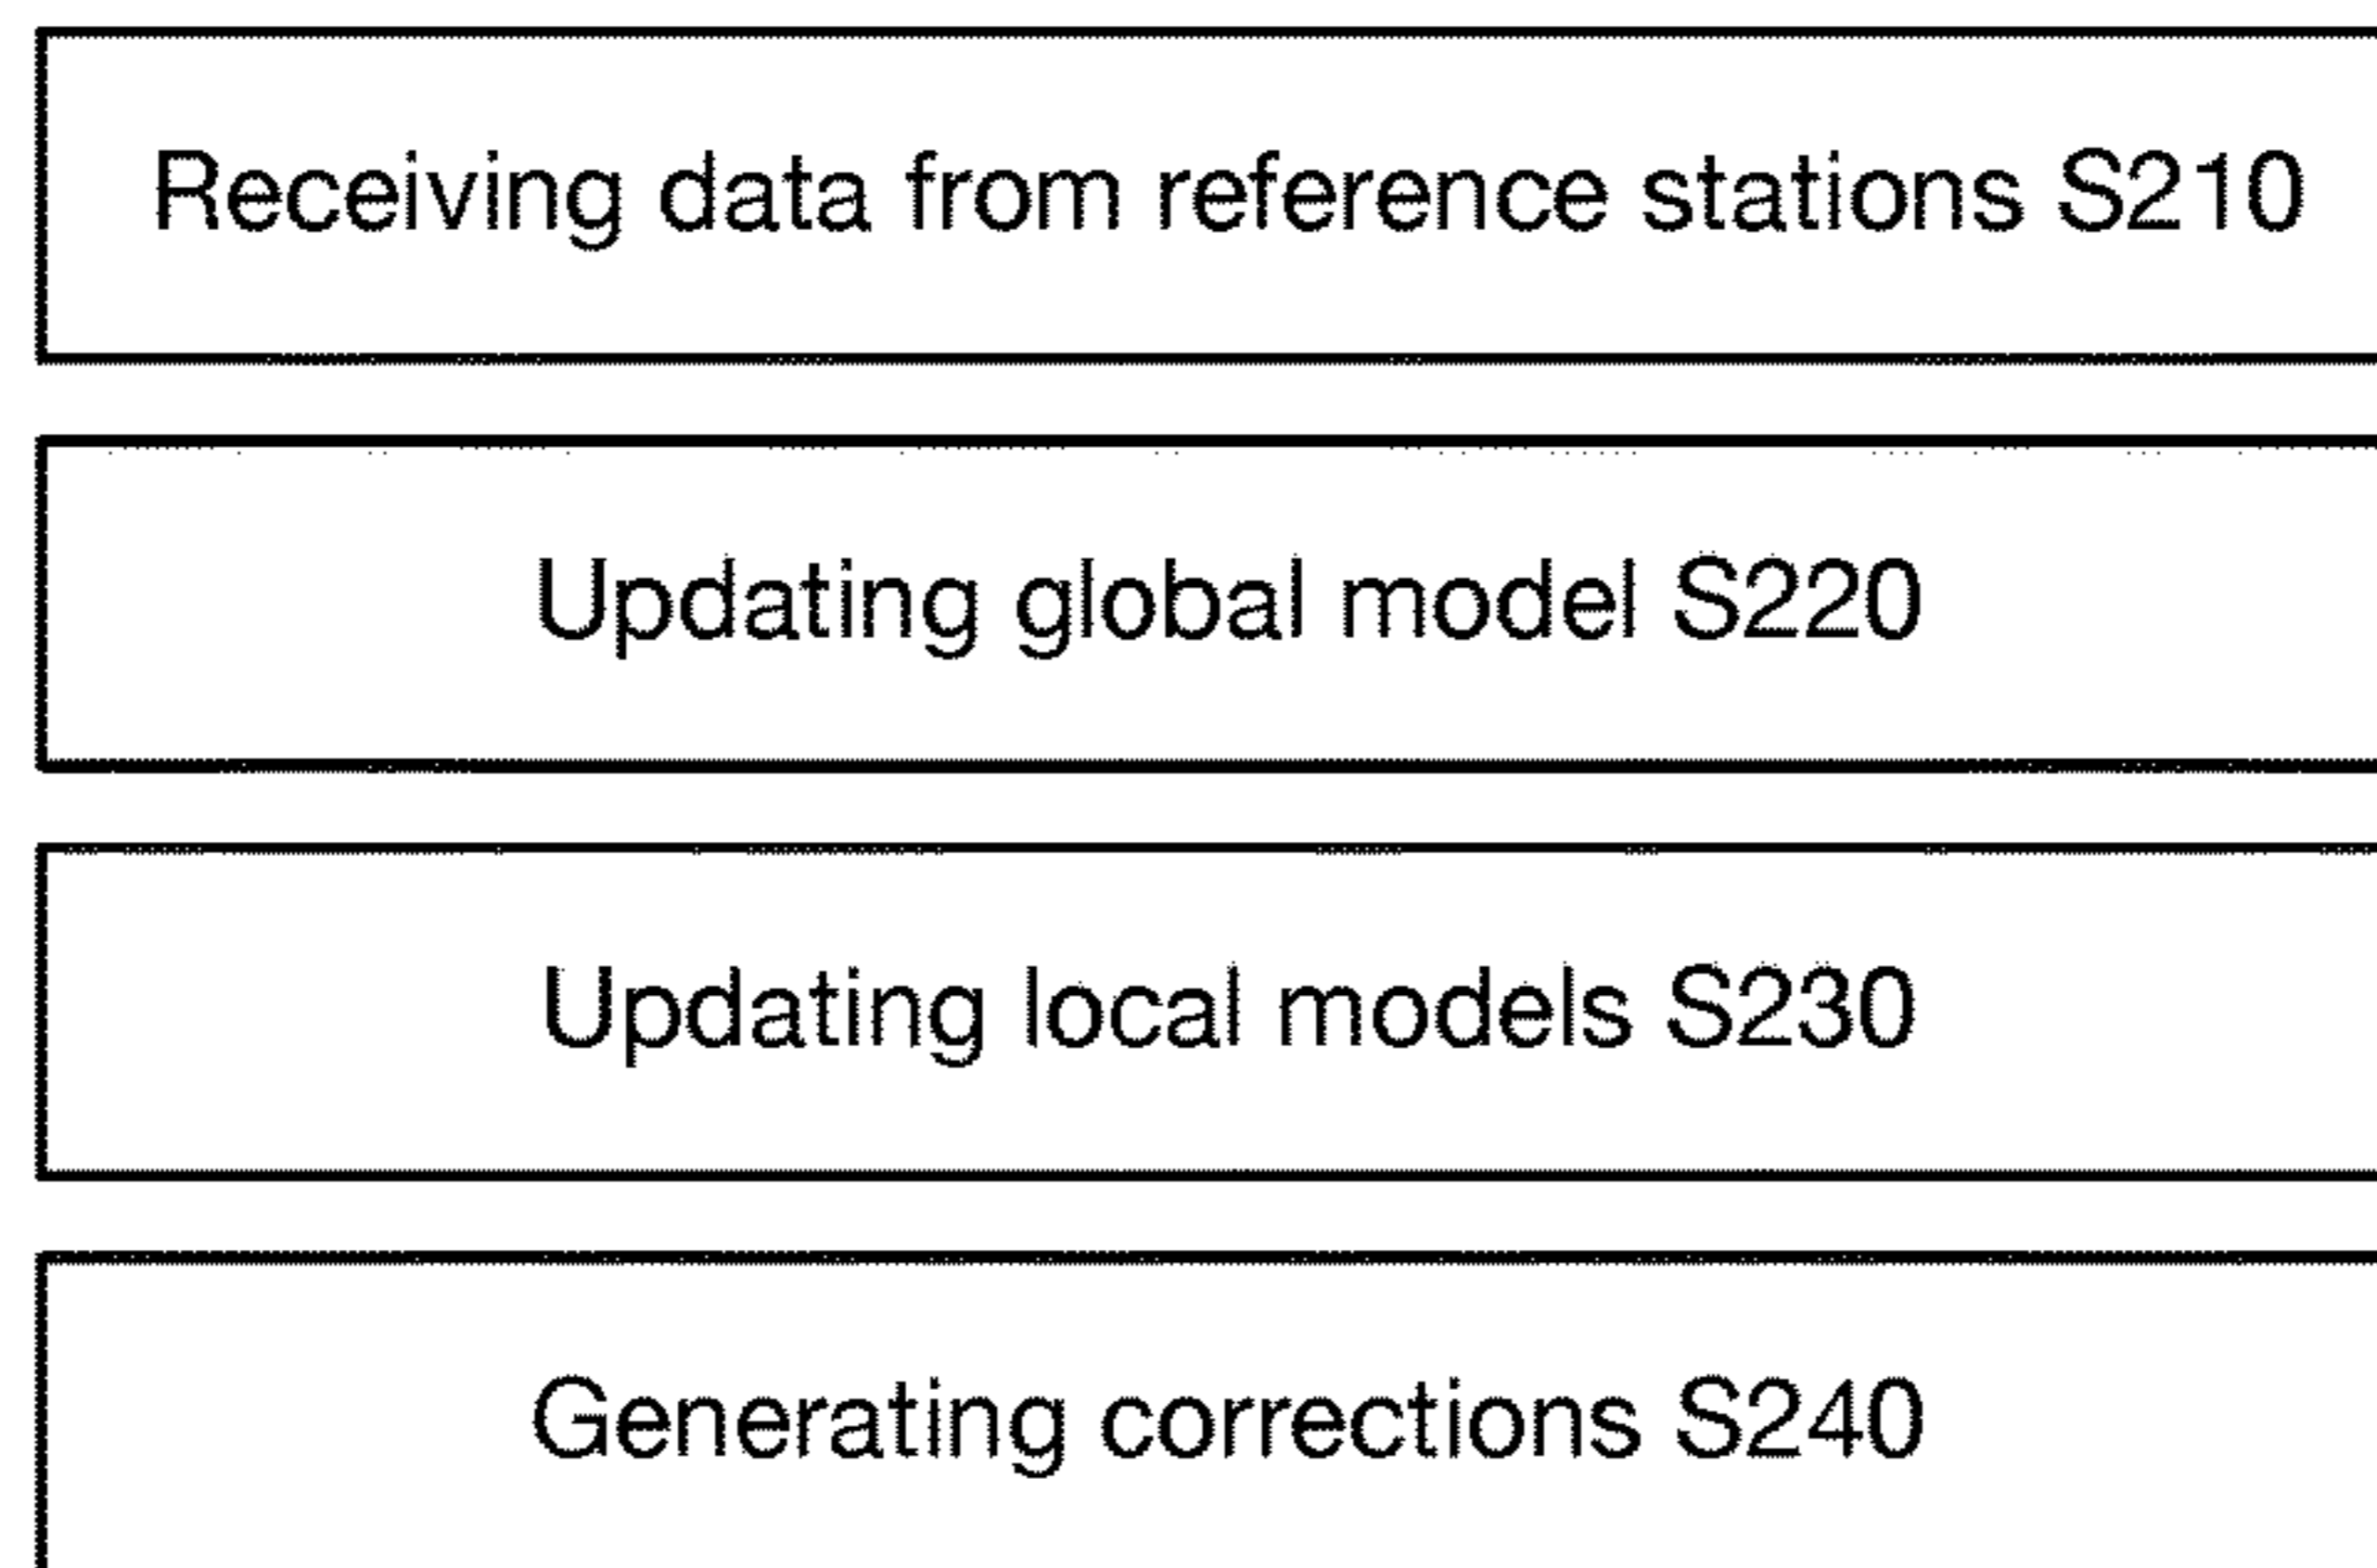 Receiving data from reference stations S210
Updating global model S220
Updating local models S230
Generating corrections S240